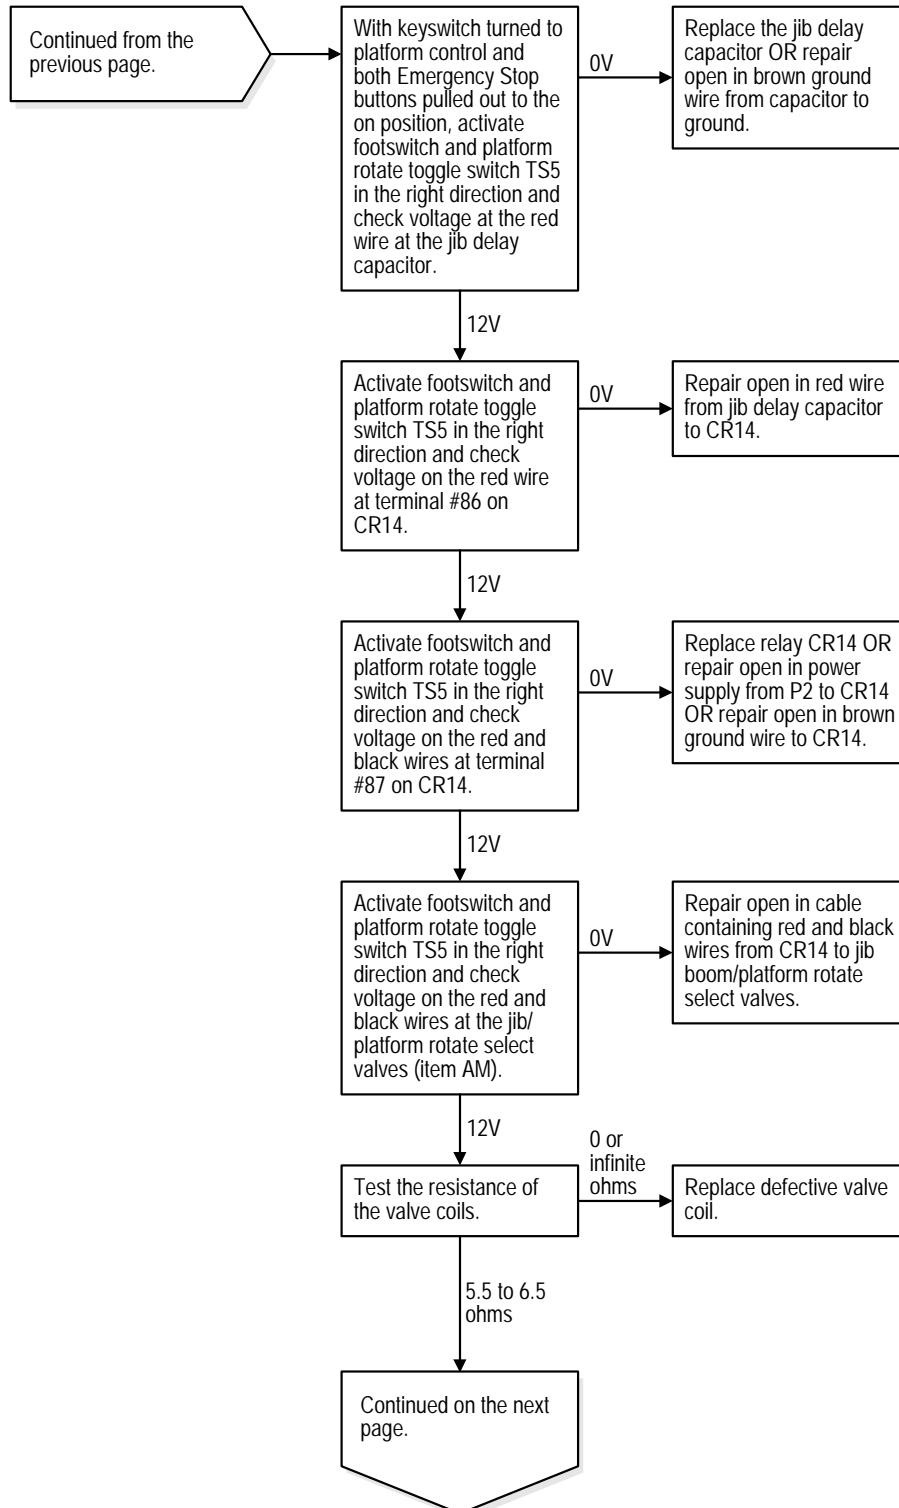 Continued from the
previous page.
With keyswitch turned to
platform control and
both Emergency Stop
buttons pulled out to the
on position, activate
footswitch and platform
rotate toggle switch TS5
in the right direction and
check voltage at the red
wire at the jib delay
capacitor.
0V
Replace the jib delay
capacitor OR repair
open in brown ground
wire from capacitor to
ground.
12V
Activate footswitch and
platform rotate toggle
switch TS5 in the right
direction and check
voltage on the red wire
at terminal #86 on
CR14.
0V
Repair open in red wire
from jib delay capacitor
to CR14.
12V
Activate footswitch and
platform rotate toggle
switch TS5 in the right
direction and check
voltage on the red and
black wires at terminal
#87 on CR14.
0V
Replace relay CR14 OR
repair open in power
supply from P2 to CR14
OR repair open in brown
ground wire to CR14.
12V
Activate footswitch and
platform rotate toggle
switch TS5 in the right
direction and check
voltage on the red and
black wires at the jib/
platform rotate select
valves (item AM).
0V
Repair open in cable
containing red and black
wires from CR14 to jib
boom/platform rotate
select valves.
12V
Test the resistance of
the valve coils.
0 or
infinite
ohms
Replace defective valve
coil.
5.5 to 6.5
ohms
Continued on the next
page.